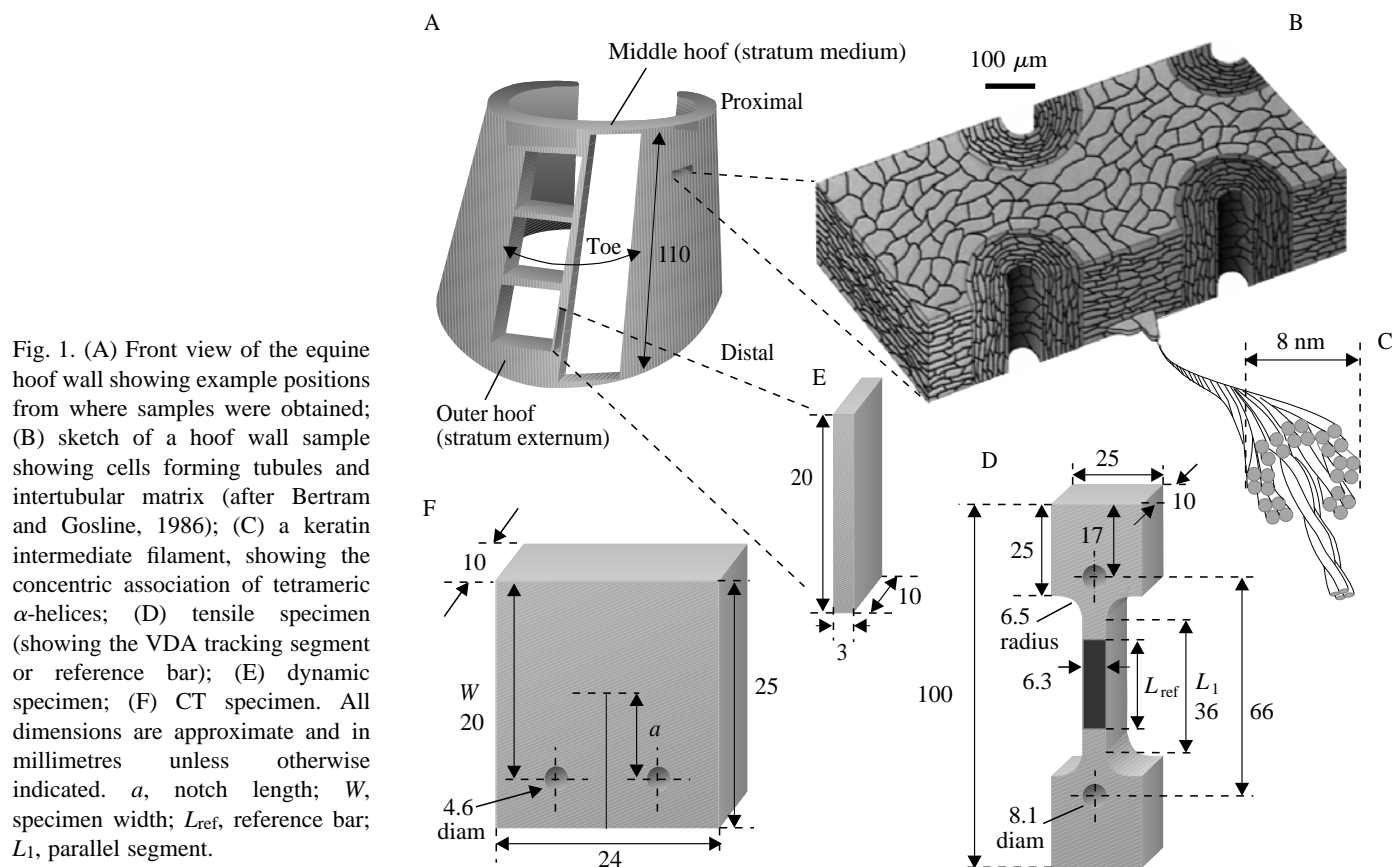 Fig. 1. (A) Front view of the equine
hoof wall showing example positions
from where samples were obtained;
(B) sketch of a hoof wall sample
showing cells forming tubules and
intertubular matrix (after Bertram
and Gosline, 1986); (C) a keratin
intermediate filament, showing the
concentric association of tetrameric
α-helices; (D) tensile specimen
(showing the VDA tracking segment
or reference bar); (E) dynamic
specimen; (F) CT specimen. All
dimensions are approximate and in
millimetres unless otherwise
indicated. a, notch length; W,
specimen width; Lref, reference bar;
L1, parallel segment.
A
Middle hoof (stratum medium)
Proximal
Toe
110
Distal
Outer hoof
(stratum externum)
B
100 μm
C
8 nm
E
20
10
3
D
25
10
25
17
6.5
radius
6.3
Lref
L1
36
66
100
8.1
diam
F
10
W
20
a
25
4.6
diam
24